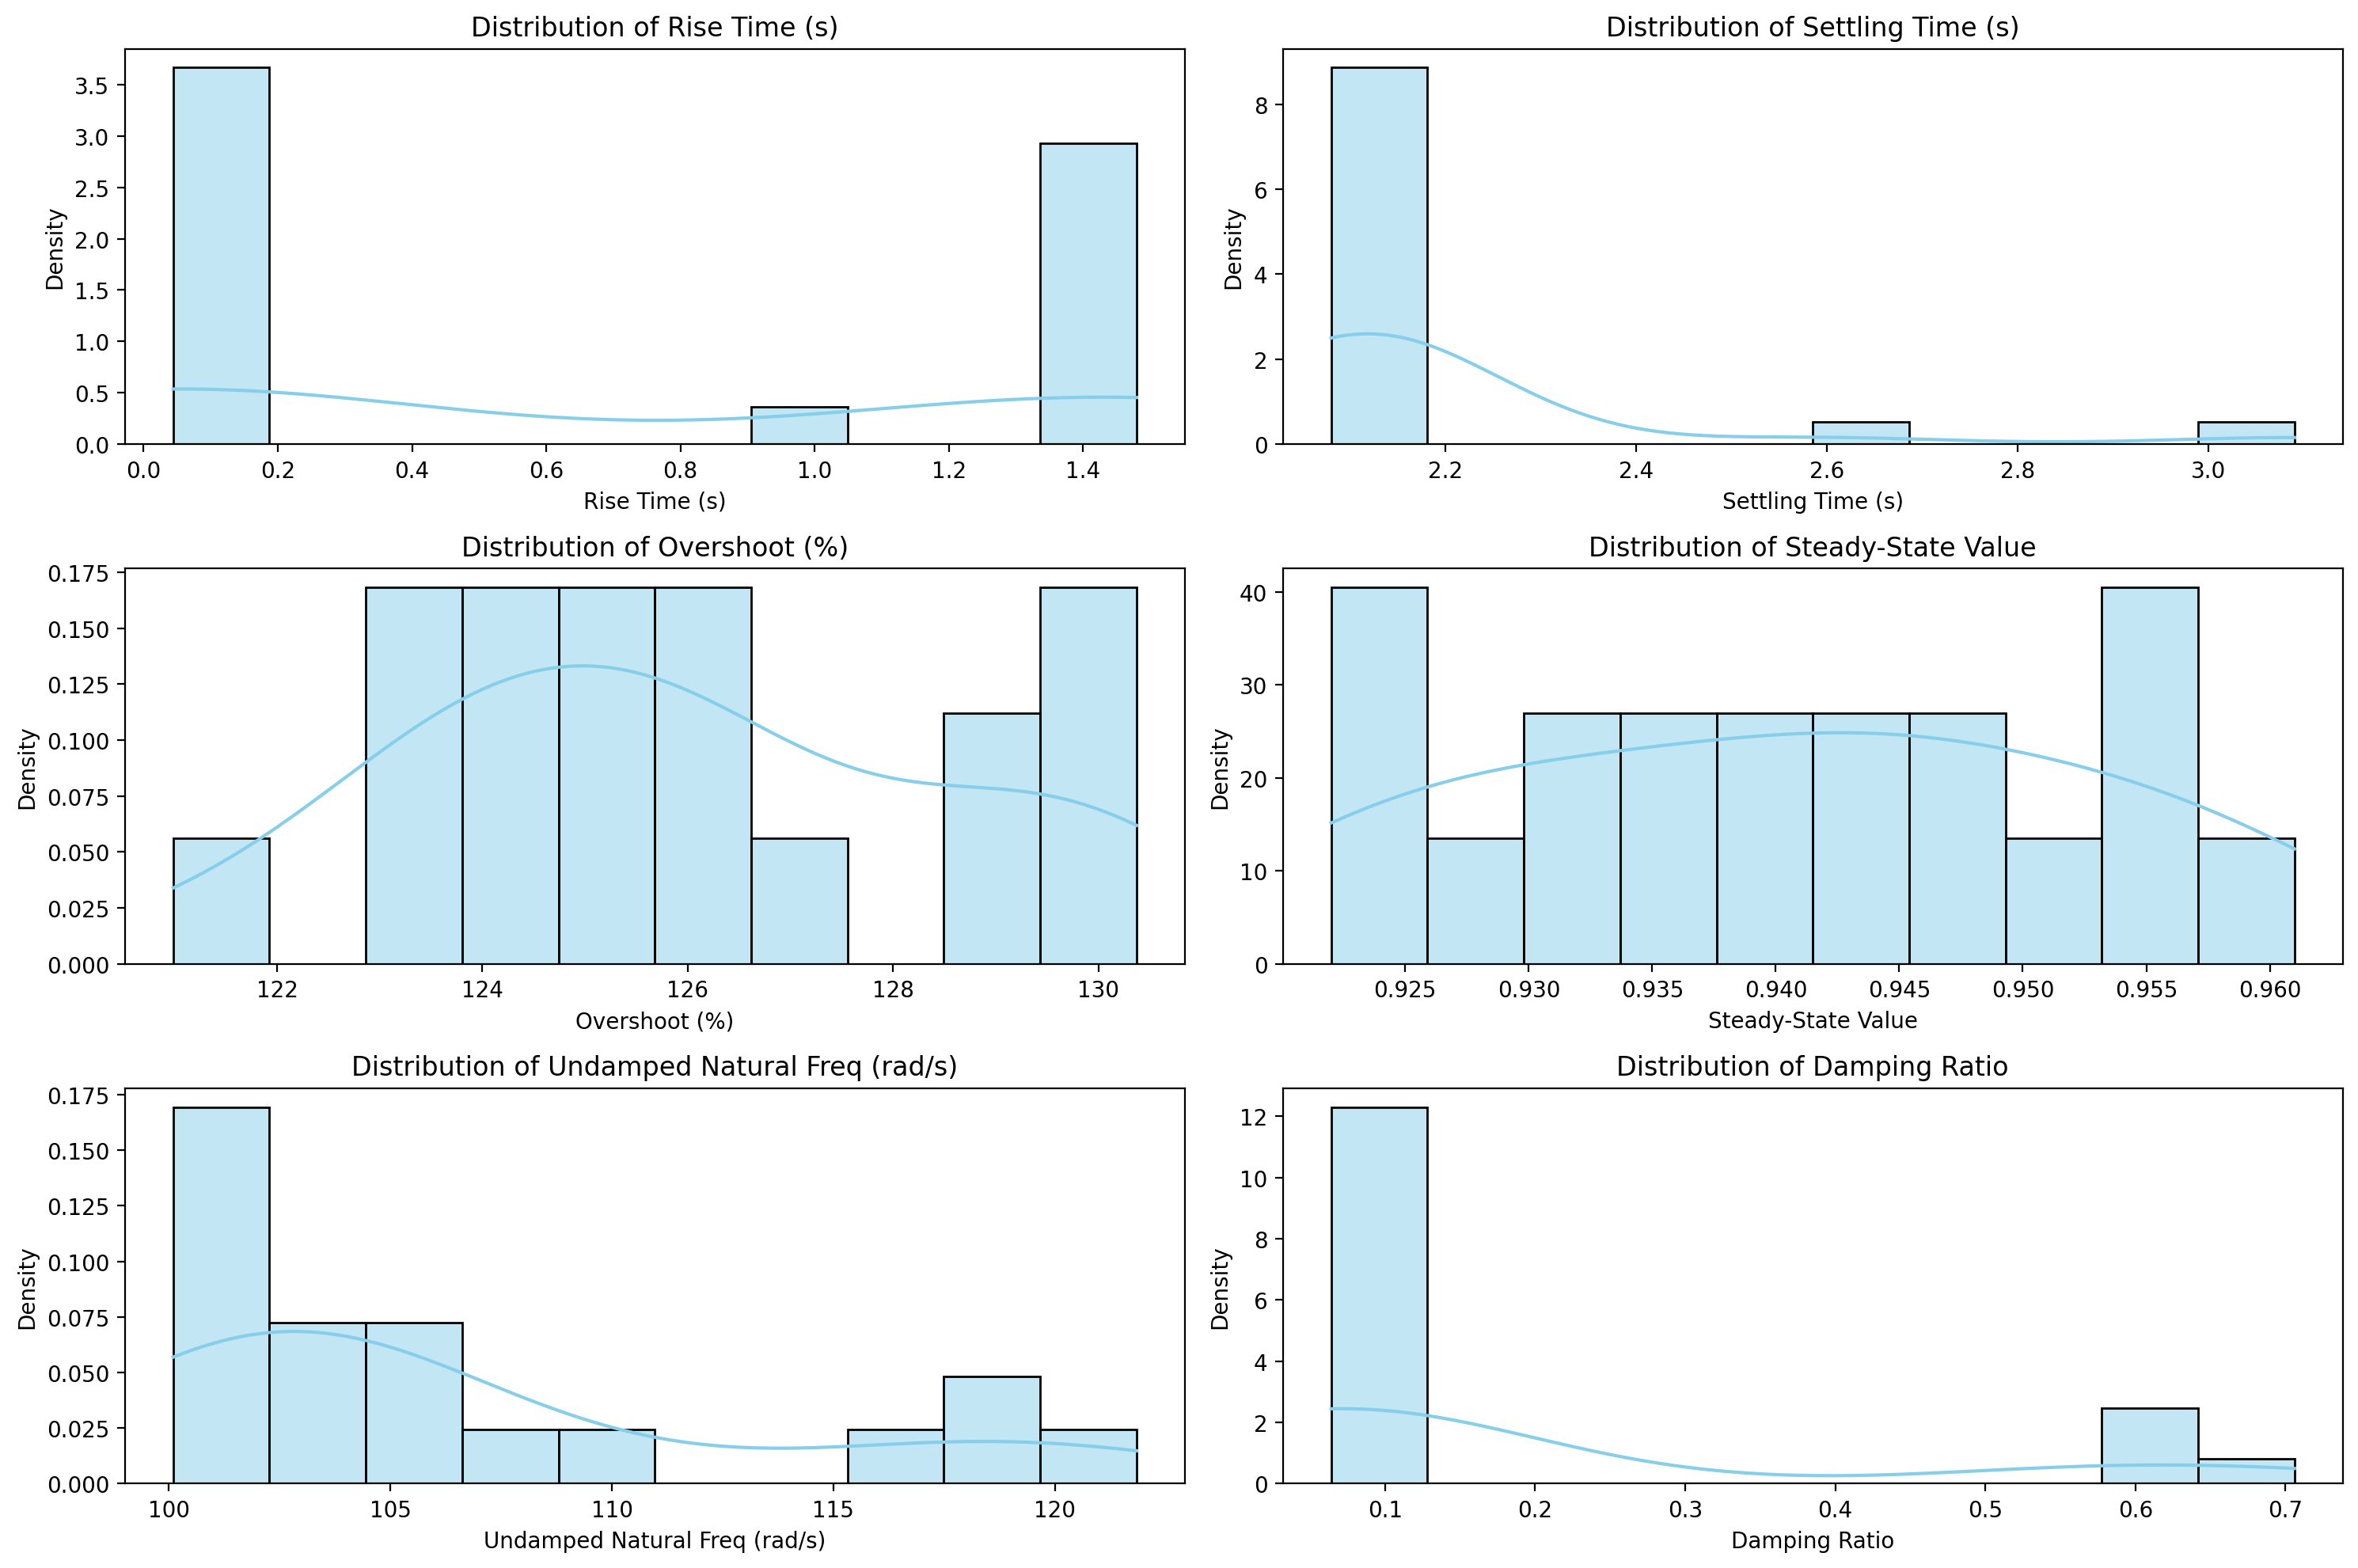 Distribution of Rise Time (s)
Density
3.5
3.0
2.5
2.0
1.5
1.0
0.5
0.0
0.0 0.2 0.4 0.6 0.8 1.0 1.2 1.4
Rise Time (s)
Distribution of Settling Time (s)
Density
8
6
4
2
0
2.2 2.4 2.6 2.8 3.0
Settling Time (s)
Distribution of Overshoot (%)
Density
0.175
0.150
0.125
0.100
0.075
0.050
0.025
0.000
122 124 126 128 130
Overshoot (%)
Distribution of Steady-State Value
Density
40
30
20
10
0
0.925 0.930 0.935 0.940 0.945 0.950 0.955 0.960
Steady-State Value
Distribution of Undamped Natural Freq (rad/s)
Density
0.175
0.150
0.125
0.100
0.075
0.050
0.025
0.000
100 105 110 115 120
Undamped Natural Freq (rad/s)
Distribution of Damping Ratio
Density
12
10
8
6
4
2
0
0.1 0.2 0.3 0.4 0.5 0.6 0.7
Damping Ratio